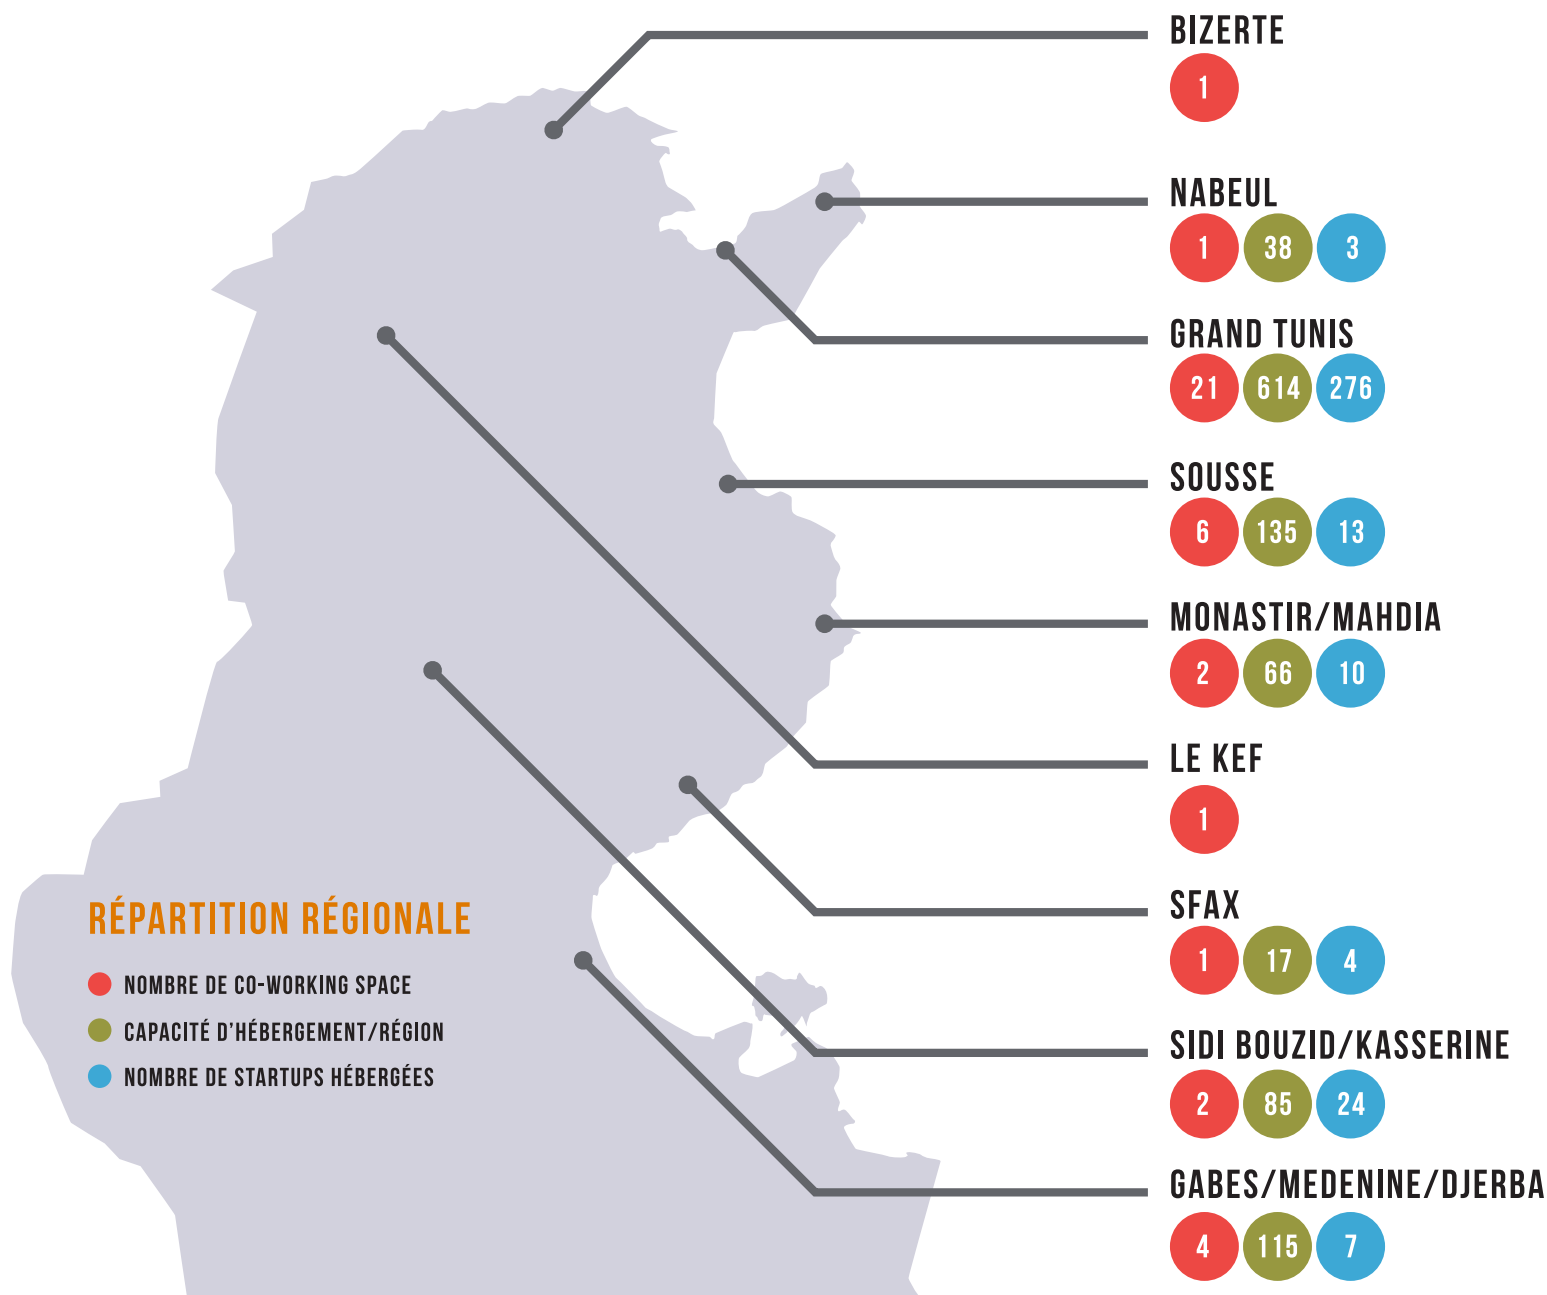 BIZERTE
1
NABEUL
1 38 3
GRAND TUNIS
21 614 276
SOUSSE
6 135 13
MONASTIR/MAHDIA
2 66 10
LE KEF
1
SFAX
1 17 4
SIDI BOUZID/KASSERINE
2 85 24
GABES/MEDENINE/DJERBA
4 115 7
RÉPARTITION RÉGIONALE
NOMBRE DE CO-WORKING SPACE
CAPACITÉ D'HÉBERGEMENT/RÉGION
NOMBRE DE STARTUPS HÉBERGÉES